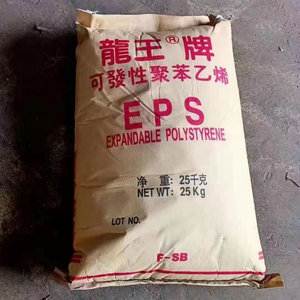 龍王®牌
可發性聚苯乙烯
EPS
EXPANDABLE POLYSTYRENE
净 重: 25千克
NET WT: 25Kg
LOT NO.
F-SB